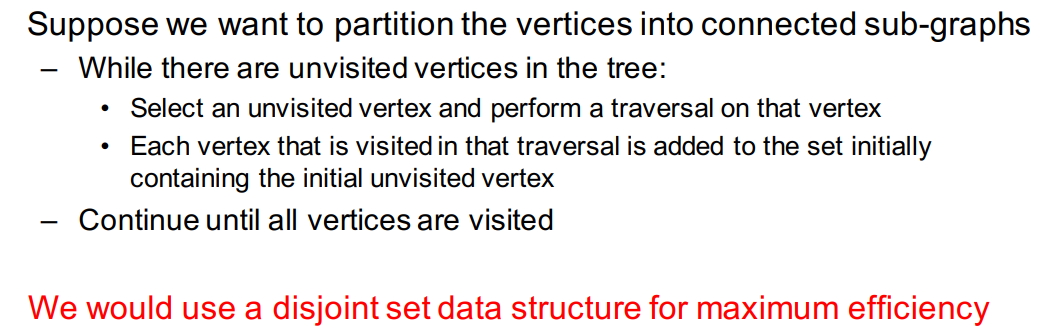 Suppose we want to partition the vertices into connected sub-graphs
– While there are unvisited vertices in the tree:
• Select an unvisited vertex and perform a traversal on that vertex
• Each vertex that is visited in that traversal is added to the set initially
containing the initial unvisited vertex
– Continue until all vertices are visited
We would use a disjoint set data structure for maximum efficiency